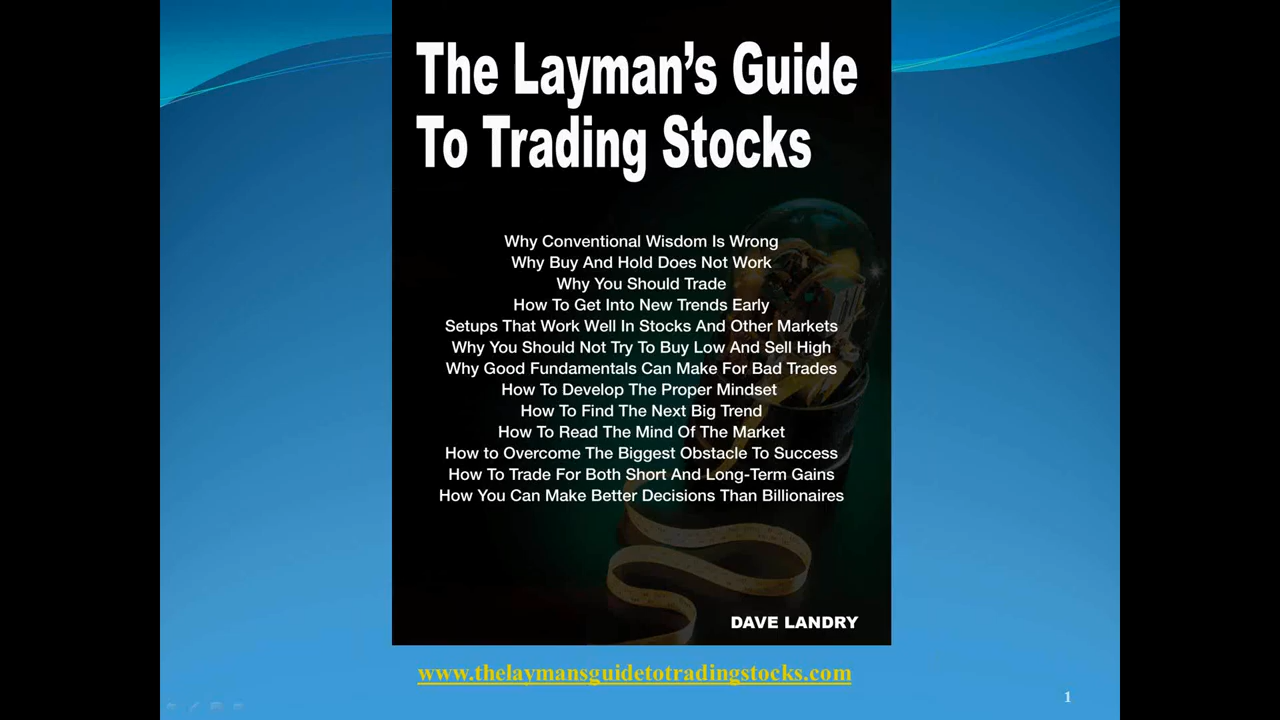 The Layman's Guide
To Trading Stocks
Why Conventional Wisdom Is Wrong
Why Buy And Hold Does Not Work
Why You Should Trade
How To Get Into New Trends Early
Setups That Work Well In Stocks And Other Markets
Why You Should Not Try To Buy Low And Sell High
Why Good Fundamentals Can Make For Bad Trades
How To Develop The Proper Mindset
How To Find The Next Big Trend
How To Read The Mind Of The Market
How to Overcome The Biggest Obstacle To Success
How To Trade For Both Short And Long-Term Gains
How You Can Make Better Decisions Than Billionaires
DAVE LANDRY
www.thelaymansguidetotradingstocks.com
1